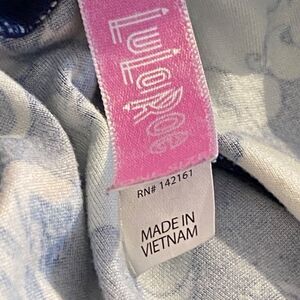 LuLaRoe
RN# 142161
MADE IN
VIETNAM